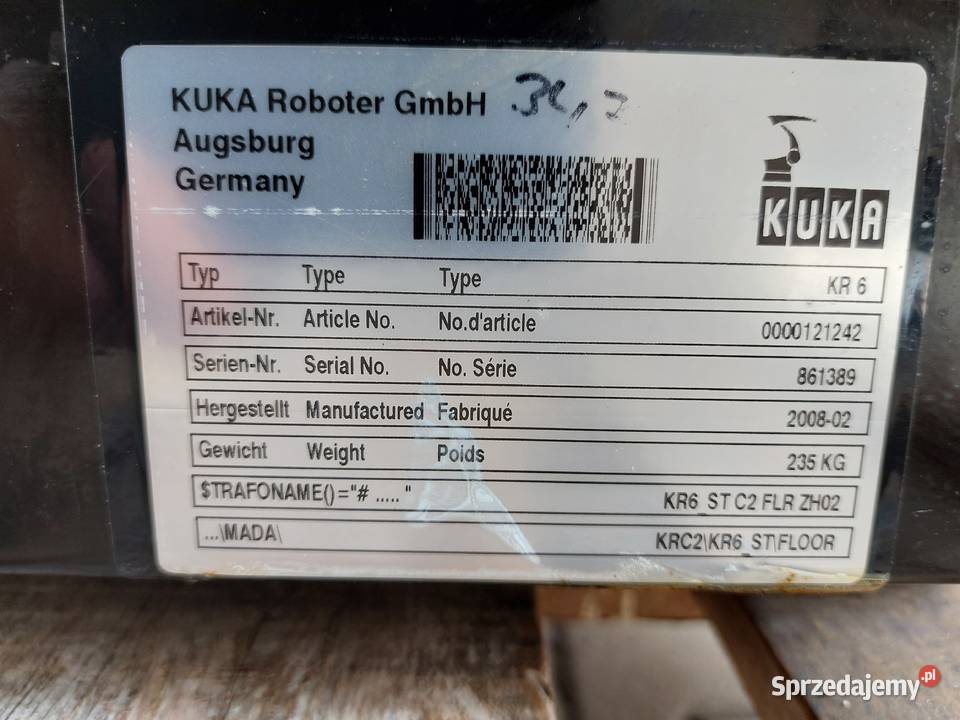 KUKA Roboter GmbH
Augsburg
Germany
KUKA
Typ Type Type KR 6
Artikel-Nr. Article No. No.d'article 0000121242
Serien-Nr. Serial No. No. Série 861389
Hergestellt Manufactured Fabriqué 2008-02
Gewicht Weight Poids 235 KG
$TRAFONAME()="# ..... " KR6_ST C2 FLR ZH02
...\MADA\ KRC2\KR6_ST\FLOOR
Sprzedajemy.pl